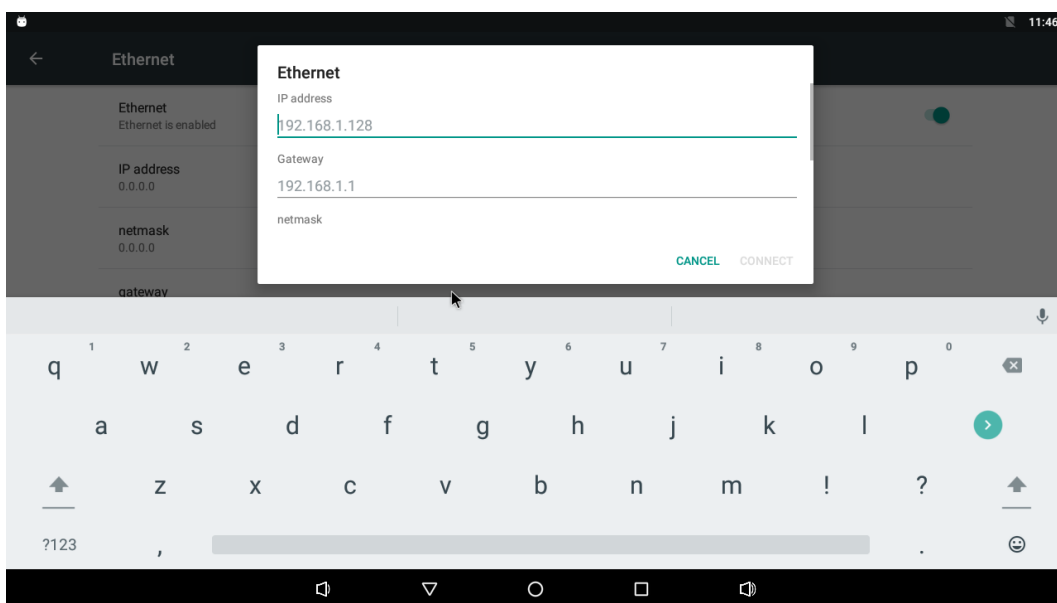 11:46
Ethernet
Ethernet
Ethernet is enabled
IP address
0.0.0.0
netmask
0.0.0.0
gateway
Ethernet
IP address
192.168.1.128
Gateway
192.168.1.1
netmask
CANCEL CONNECT
1 2 3 4 5 6 7 8 9 0
q w e r t y u i o p
a s d f g h j k l
z x c v b n m ! ?
?123 , .